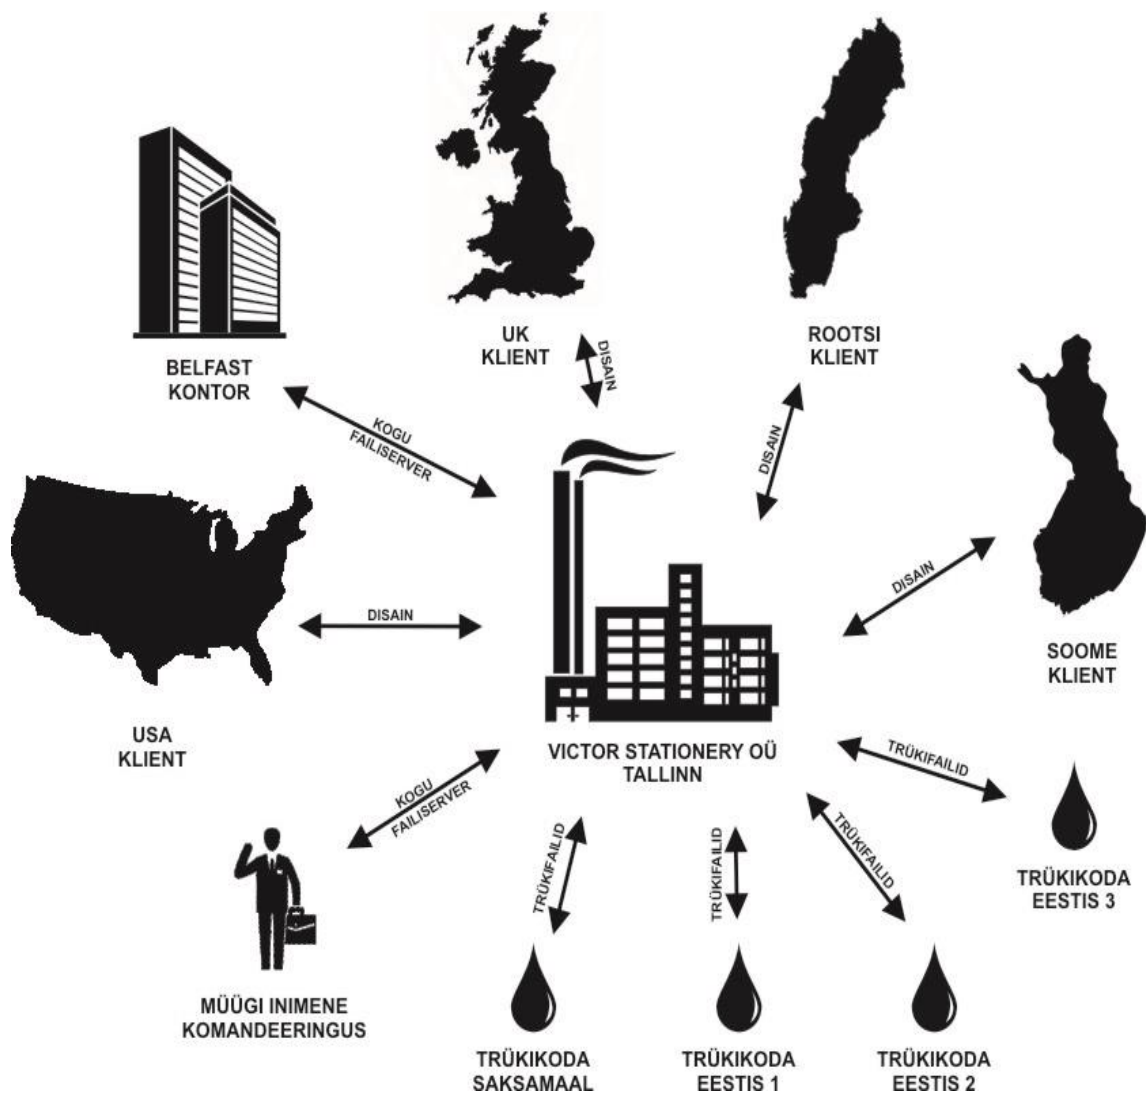 UK
KLIENT
DISAIN
ROOTSI
KLIENT
BELFAST
KONTOR
KOGU
FAILISERVER
DISAIN
DISAIN
SOOME
KLIENT
DISAIN
USA
KLIENT
VICTOR STATIONERY OÜ
TALLINN
KOGU
FAILISERVER
TRÜKIFAILID
TRÜKIFAILID
TRÜKIFAILID
TRÜKIFAILID
TRÜKIKODA
EESTIS 3
MÜÜGI INIMENE
KOMANDEERINGUS
TRÜKIKODA
SAKSAMAAL
TRÜKIKODA
EESTIS 1
TRÜKIKODA
EESTIS 2